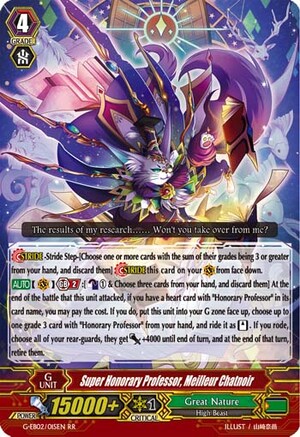 4
GRADE
The results of my research...... Won't you take over from me?
STRIDE -Stride Step-[Choose one or more cards with the sum of their grades being 3 or greater
from your hand, and discard them] STRIDE this card on your (V) from face down.
AUTO (V) 1 GB 2 : [1 & Choose three cards from your hand, and discard them] At the
end of the battle that this unit attacked, if you have a heart card with "Honorary Professor" in its
card name, you may pay the cost. If you do, put this unit into your G zone face up, choose up to
one grade 3 card with "Honorary Professor" from your hand, and ride it as. If you rode,
choose all of your rear-guards, they get +4000 until end of turn, and at the end of that turn,
retire them.
G
UNIT
Super Honorary Professor, Meilleur Chatnoir
POWER
15000+
1
CRITICAL
Great Nature
High Beast
G-EB02/015EN RR
ILLUST / 山崎奈苗